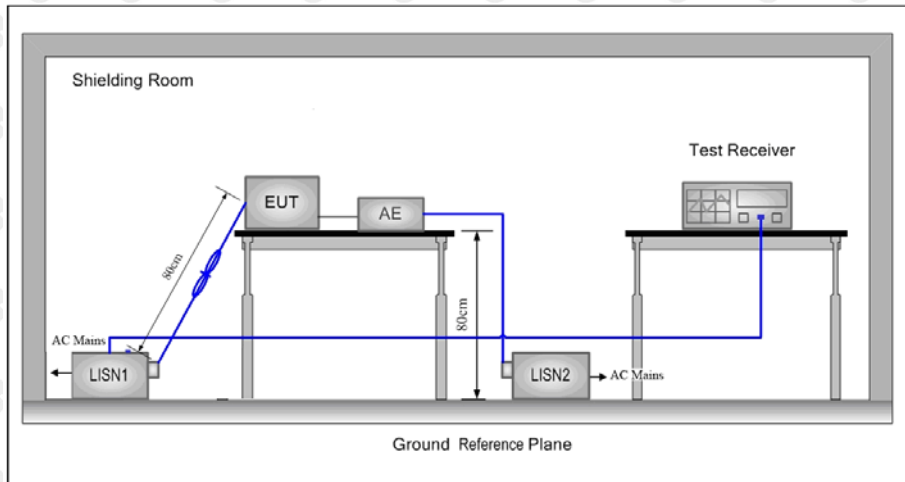 Shielding Room
Test Receiver
EUT
AE
80cm
80cm
AC Mains
LISN1
LISN2
AC Mains
Ground Reference Plane